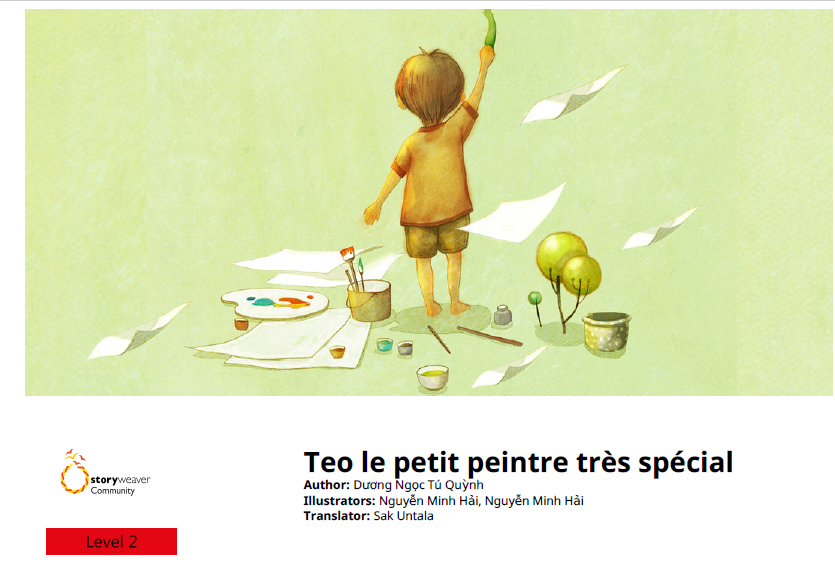 Teo le petit peintre très spécial
Author: Dương Ngọc Tú Quỳnh
Illustrators: Nguyễn Minh Hải, Nguyễn Minh Hải
Translator: Sak Untala
storyweaver
Community
Level 2